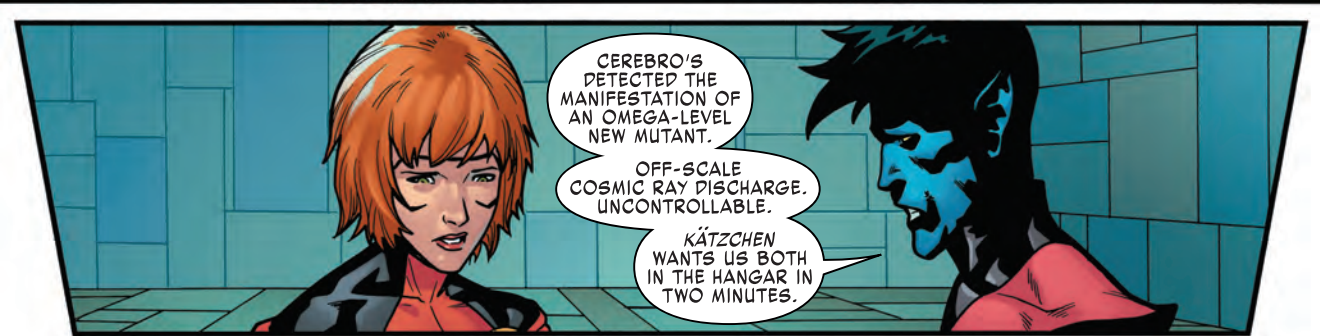 CEREBRO'S
DETECTED THE
MANIFESTATION OF
AN OMEGA-LEVEL
NEW MUTANT.
OFF-SCALE
COSMIC RAY DISCHARGE.
UNCONTROLLABLE.
KÄTZCHEN
WANTS US BOTH
IN THE HANGAR IN
TWO MINUTES.